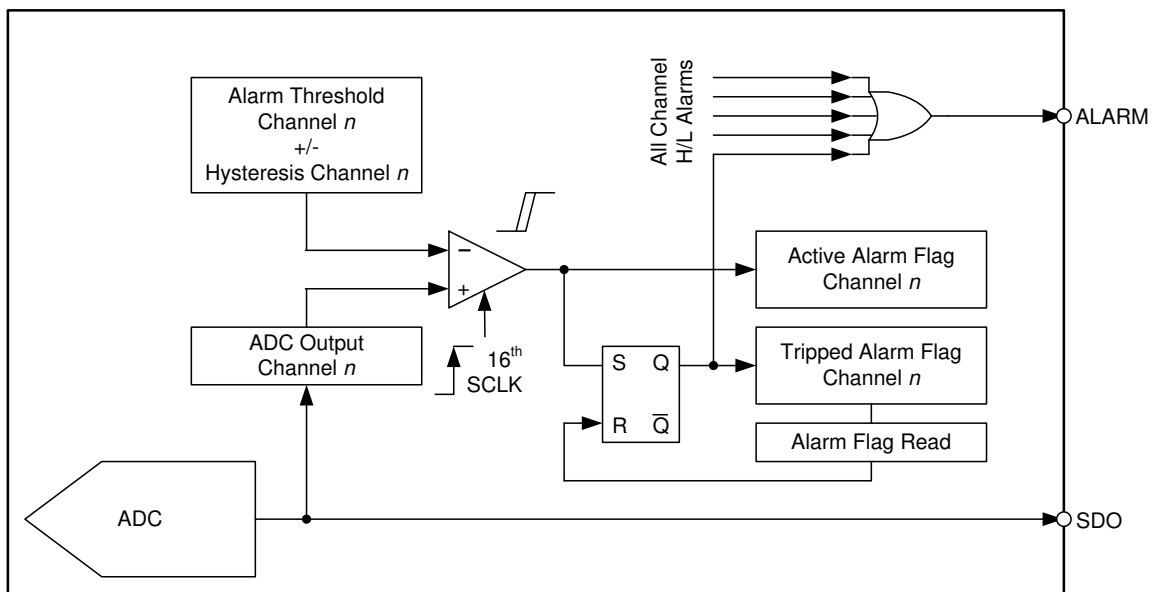 Alarm Threshold
Channel n
+/-
Hysteresis Channel n
All Channel
H/L Alarms
ALARM
−
+
Active Alarm Flag
Channel n
ADC Output
Channel n
16th
SCLK
S Q
R Q̅
Tripped Alarm Flag
Channel n
Alarm Flag Read
ADC
SDO